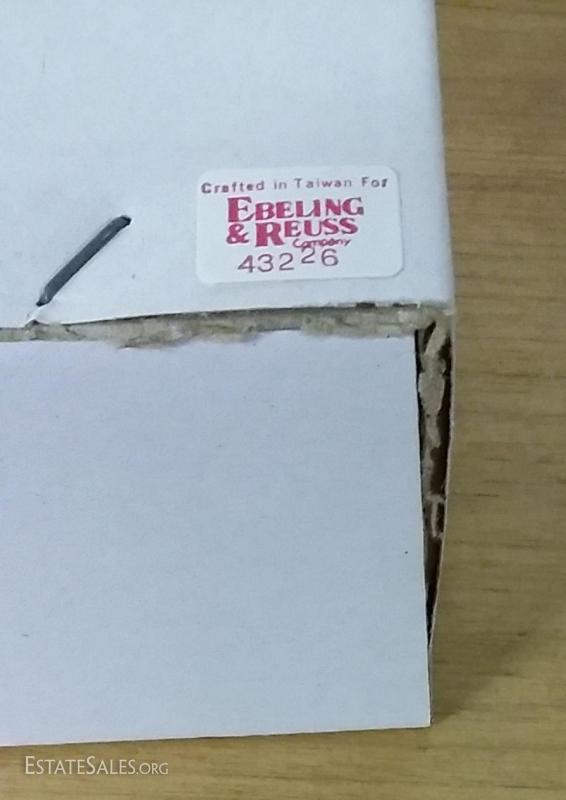 Crafted in Taiwan For
EBELING
& REUSS
Company
43226
ESTATESALES.ORG